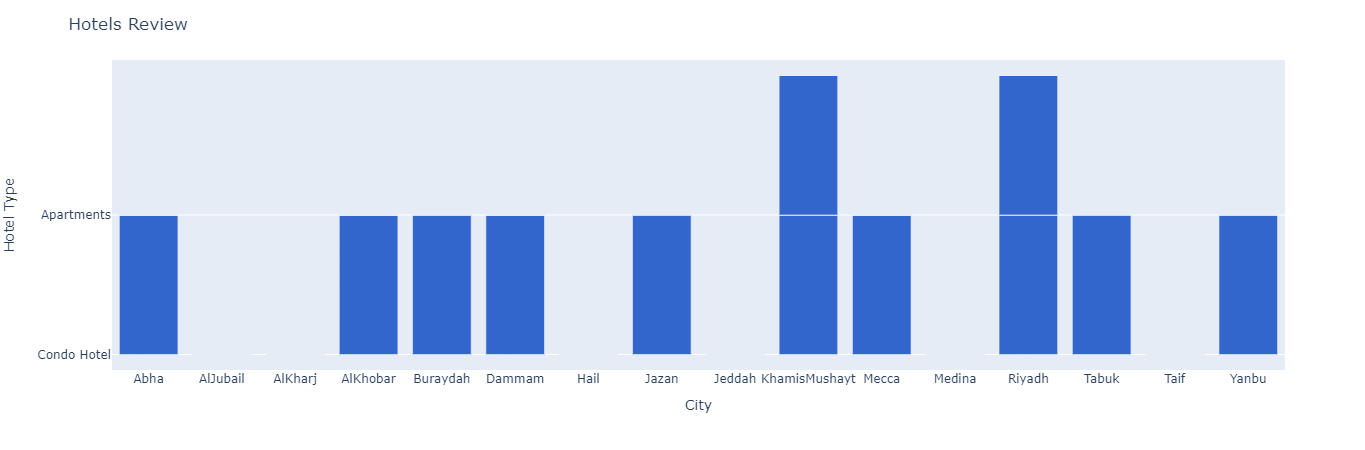 Hotels Review
Hotel Type
Apartments
Condo Hotel
Abha AlJubail AlKharj AlKhobar Buraydah Dammam Hail Jazan Jeddah KhamisMushayt Mecca Medina Riyadh Tabuk Taif Yanbu
City